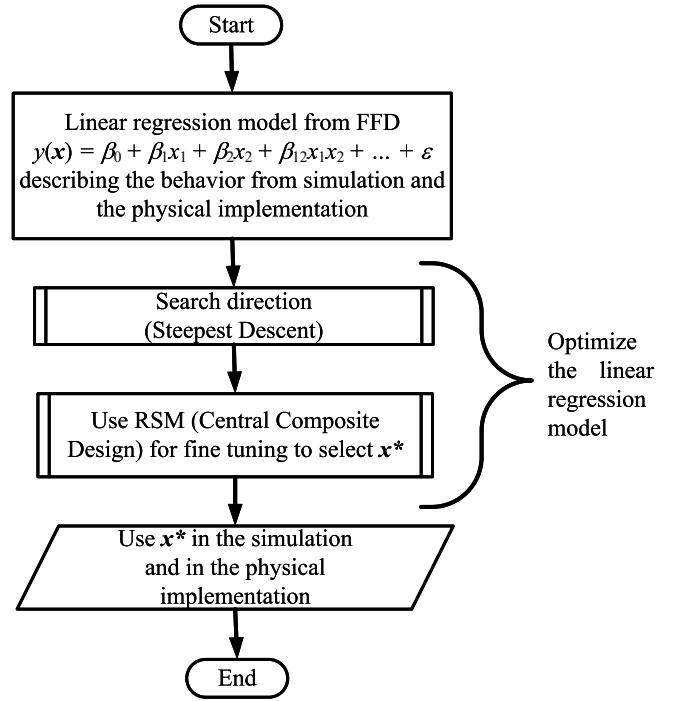 Start
Linear regression model from FFD
y(x) = β₀ + β₁x₁ + β₂x₂ + β₁₂x₁x₂ + ... + ε
describing the behavior from simulation and
the physical implementation
Search direction
(Steepest Descent)
Use RSM (Central Composite
Design) for fine tuning to select x*
Optimize
the linear
regression
model
Use x* in the simulation
and in the physical
implementation
End